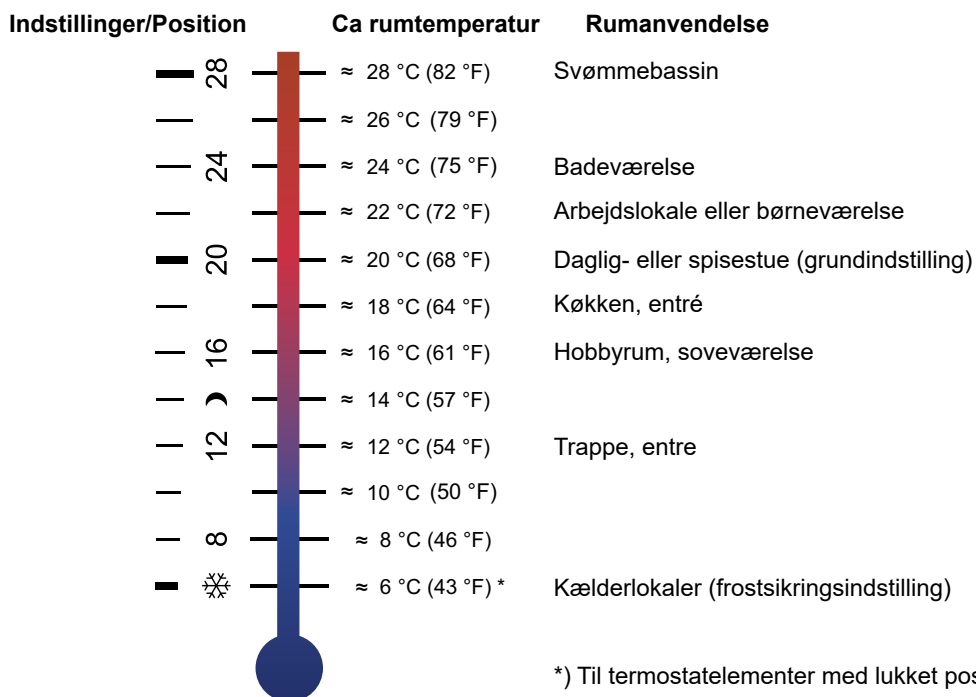 Indstillinger/Position Ca rumtemperatur Rumanvendelse
28 ≈ 28 °C (82 °F) Svømmebassin
≈ 26 °C (79 °F)
24 ≈ 24 °C (75 °F) Badeværelse
≈ 22 °C (72 °F) Arbejdslokale eller børneværelse
20 ≈ 20 °C (68 °F) Daglig- eller spisestue (grundindstilling)
≈ 18 °C (64 °F) Køkken, entré
16 ≈ 16 °C (61 °F) Hobbyrum, soveværelse
≈ 14 °C (57 °F)
12 ≈ 12 °C (54 °F) Trappe, entre
≈ 10 °C (50 °F)
8 ≈ 8 °C (46 °F)
≈ 6 °C (43 °F) * Kælderlokaler (frostsikringsindstilling)
*) Til termostatelementer med lukket